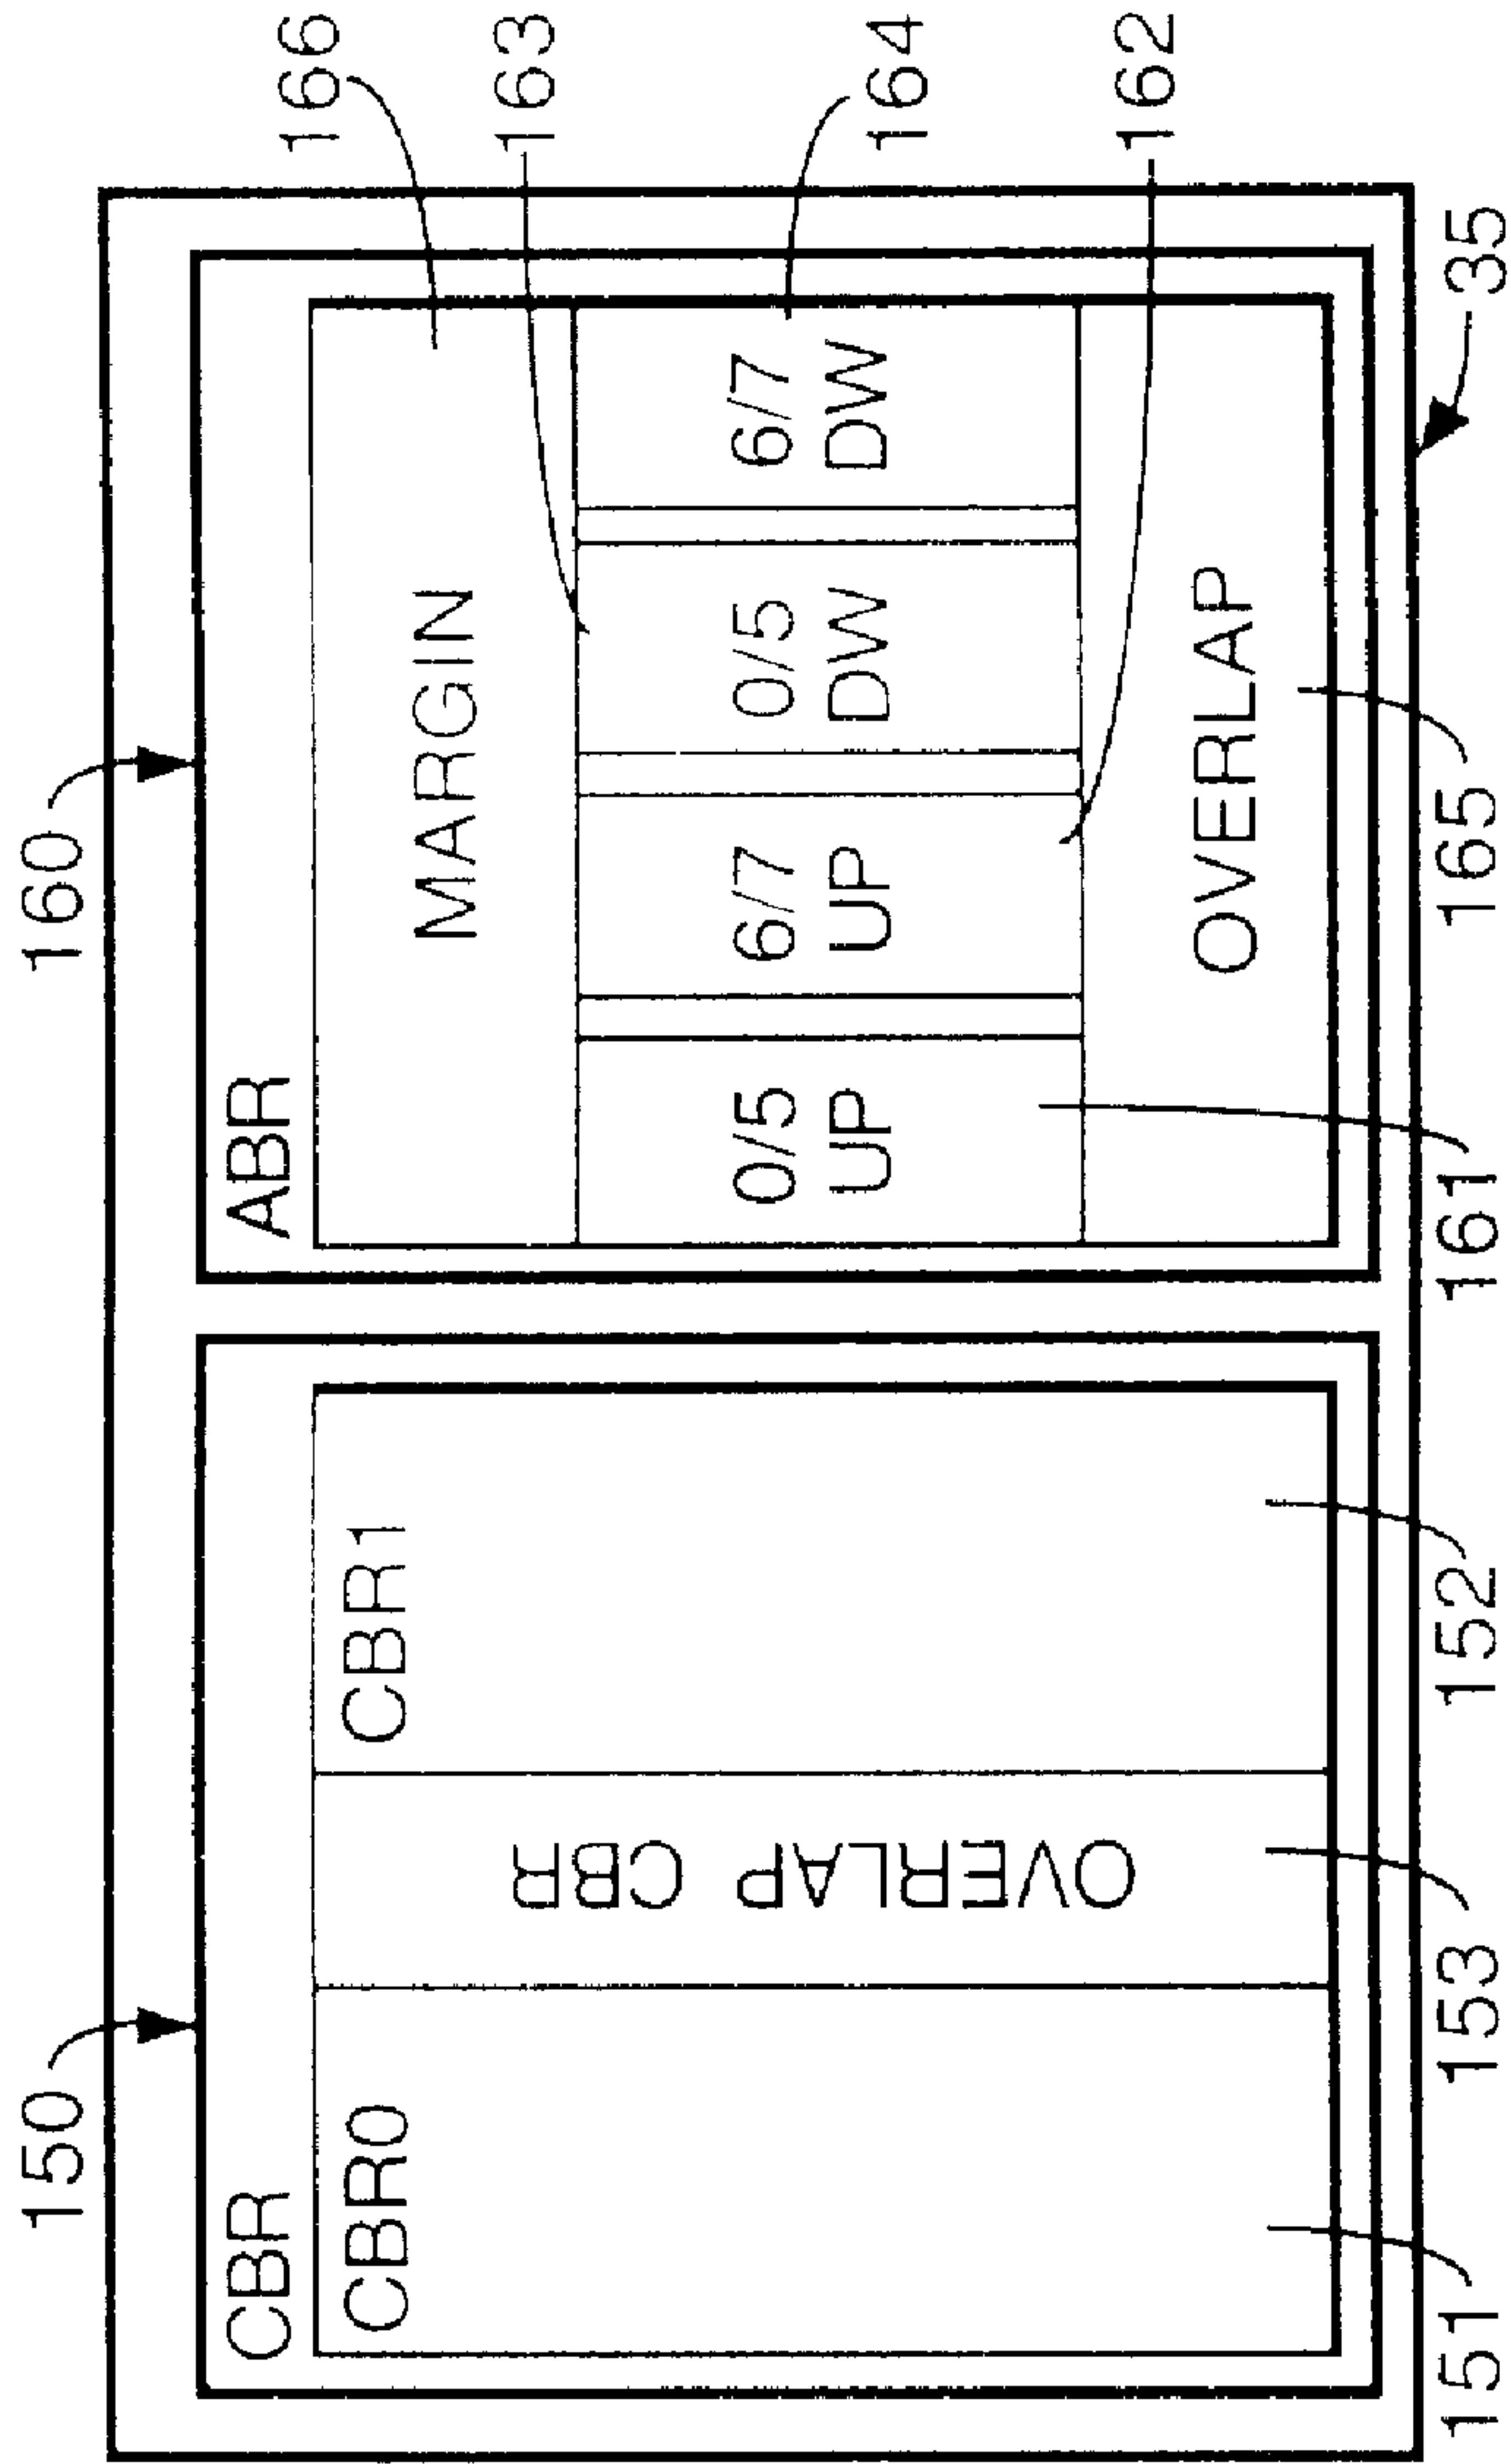 150
160
CBR
CBR0
OVERLAP CBR
CBR1
ABR
MARGIN
0/5
UP
6/7
UP
0/5
DW
6/7
DW
OVERLAP
166
163
164
162
151
153
152
161
165
35